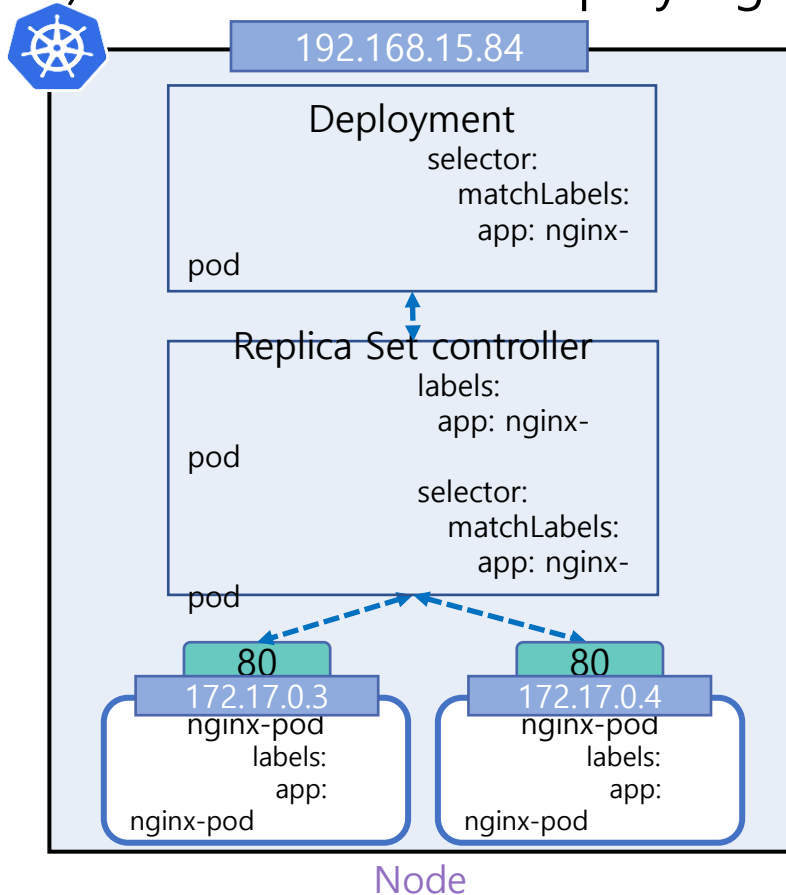 192.168.15.84
Deployment
selector:
matchLabels:
app: nginx-
pod
Replica Set controller
labels:
app: nginx-
pod
selector:
matchLabels:
app: nginx-
pod
80
172.17.0.3
nginx-pod
labels:
app:
nginx-pod
80
172.17.0.4
nginx-pod
labels:
app:
nginx-pod
Node